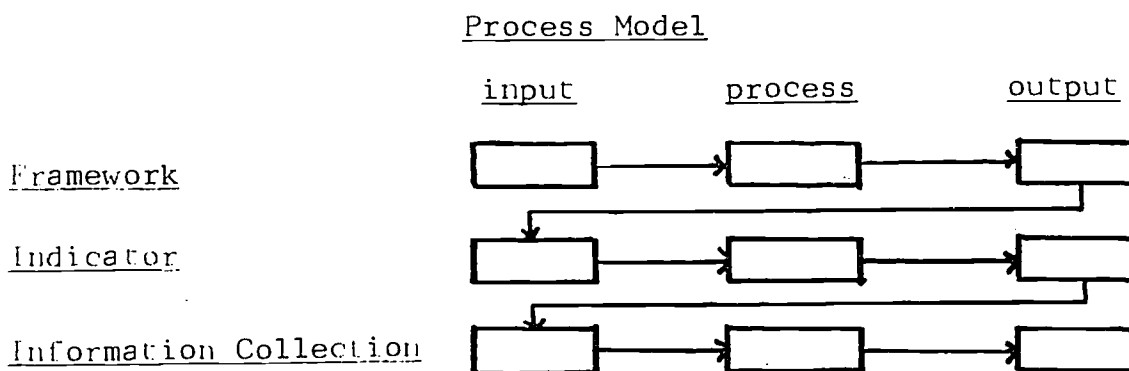 Process Model
input process output
Framework
Indicator
Information Collection